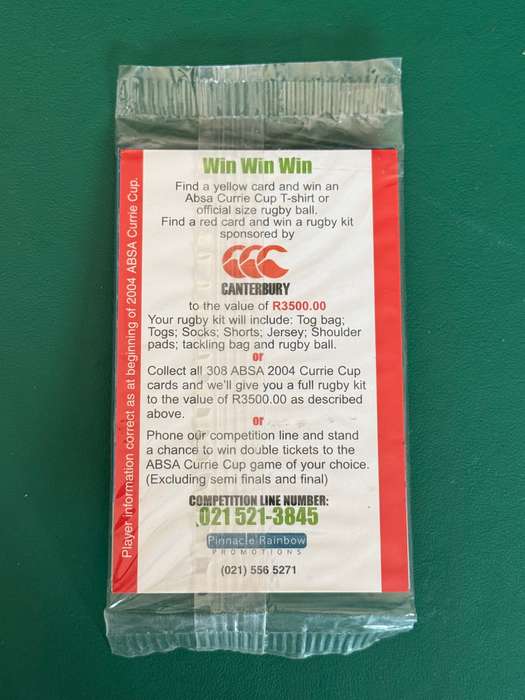 Win Win Win
Find a yellow card and win an
Absa Currie Cup T-shirt or
official size rugby ball.
Find a red card and win a rugby kit
sponsored by
CANTERBURY
to the value of R3500.00
Your rugby kit will include: Tog bag;
Togs; Socks; Shorts; Jersey; Shoulder
pads; tackling bag and rugby ball.
or
Collect all 308 ABSA 2004 Currie Cup
cards and we'll give you a full rugby kit
to the value of R3500.00 as described
above.
or
Phone our competition line and stand
a chance to win double tickets to the
ABSA Currie Cup game of your choice.
(Excluding semi finals and final)
COMPETITION LINE NUMBER:
021 521-3845
Pinnacle Rainbow
PROMOTIONS
(021) 556 5271
Player information correct as at beginning of 2004 ABSA Currie Cup.